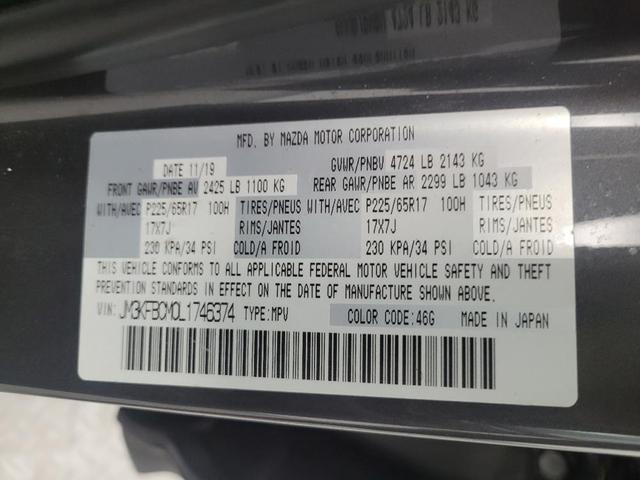 MFD. BY MAZDA MOTOR CORPORATION
DATE 11/19 GVWR/PNBV 4724 LB 2143 KG
FRONT GAWR/PNBE AV 2425 LB 1100 KG REAR GAWR/PNBE AR 2299 LB 1043 KG
WITH/AVEC P225/65R17 100H TIRES/PNEUS WITH/AVEC P225/65R17 100H TIRES/PNEUS
17X7J RIMS/JANTES 17X7J RIMS/JANTES
230 KPA/34 PSI COLD/A FROID 230 KPA/34 PSI COLD/A FROID
THIS VEHICLE CONFORMS TO ALL APPLICABLE FEDERAL MOTOR VEHICLE SAFETY AND THEFT
PREVENTION STANDARDS IN EFFECT ON THE DATE OF MANUFACTURE SHOWN ABOVE.
VIN: JM3KFBCM0L1746374 TYPE:MPV COLOR CODE:46G MADE IN JAPAN